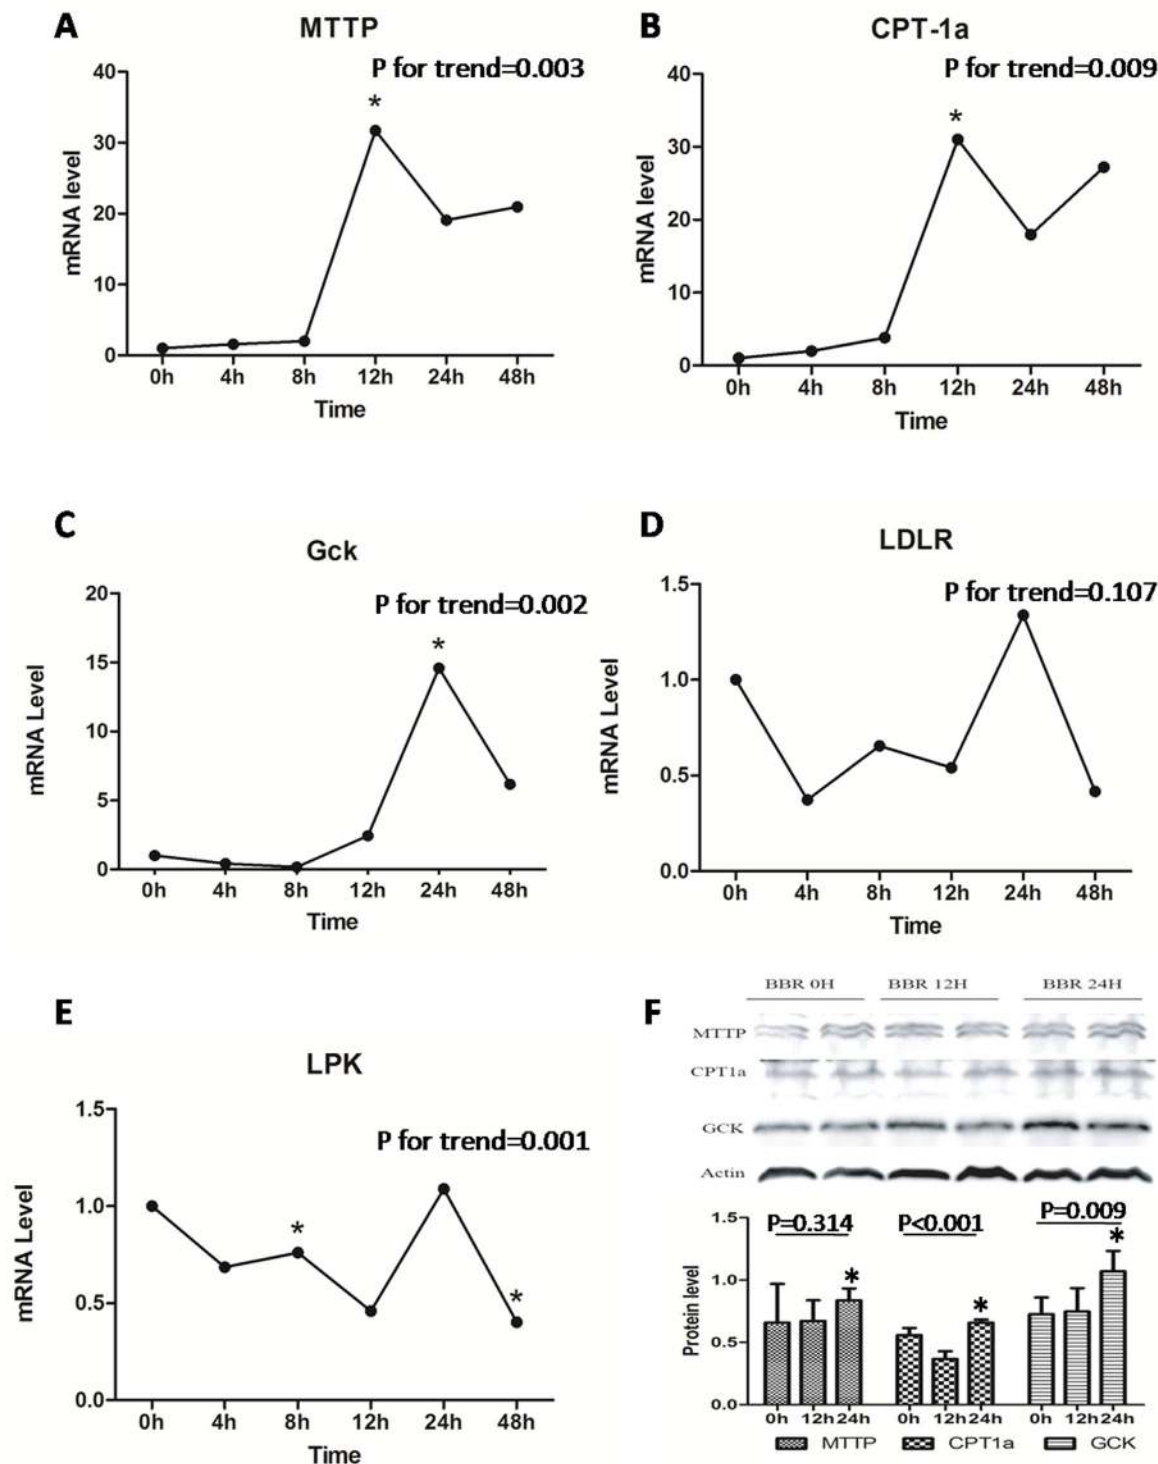 A
MTTP
P for trend=0.003
mRNA level
40
30
20
10
0
*
0h 4h 8h 12h 24h 48h
Time
B
CPT-1a
P for trend=0.009
mRNA level
40
30
20
10
0
*
0h 4h 8h 12h 24h 48h
Time
C
Gck
P for trend=0.002
mRNA Level
20
15
10
5
0
*
0h 4h 8h 12h 24h 48h
Time
D
LDLR
P for trend=0.107
mRNA Level
1.5
1.0
0.5
0.0
0h 4h 8h 12h 24h 48h
Time
E
LPK
P for trend=0.001
mRNA Level
1.5
1.0
0.5
0.0
*
*
0h 4h 8h 12h 24h 48h
Time
F
BBR 0H BBR 12H BBR 24H
MTTP
CPT1a
GCK
Actin
P=0.314 P<0.001 P=0.009
* * *
Protein level
1.5
1.0
0.5
0.0
0h 12h 24h 0h 12h 24h 0h 12h 24h
MTTP CPT1a GCK